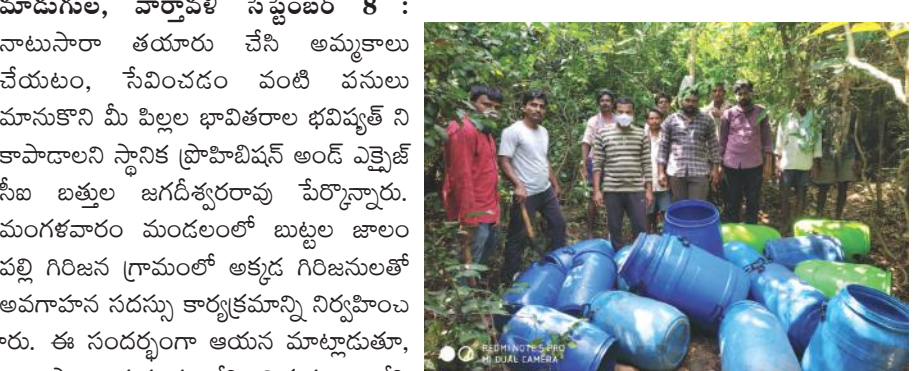 మాడుగుల, వార్తావళి సెప్టెంబర్ 8 :
నాటుసారా తయారు చేసి అమ్మకాలు
చేయటం, సేవించడం వంటి పనులు
మానుకొని మీ పిల్లల భావితరాల భవిష్యత్ ని
కాపాడాలని స్థానిక ప్రొహిబిషన్ అండ్ ఎక్సైజ్
సీఐ బత్తుల జగదీశ్వరరావు పేర్కొన్నారు.
మంగళవారం మండలంలో బుట్టల జాలం
పల్లి గిరిజన గ్రామంలో అక్కడ గిరిజనులతో
అవగాహన సదస్సు కార్యక్రమాన్ని నిర్వహించ
ారు. ఈ సందర్భంగా ఆయన మాట్లాడుతూ,
REDMI NOTE 5 PRO
MI DUAL CAMERA